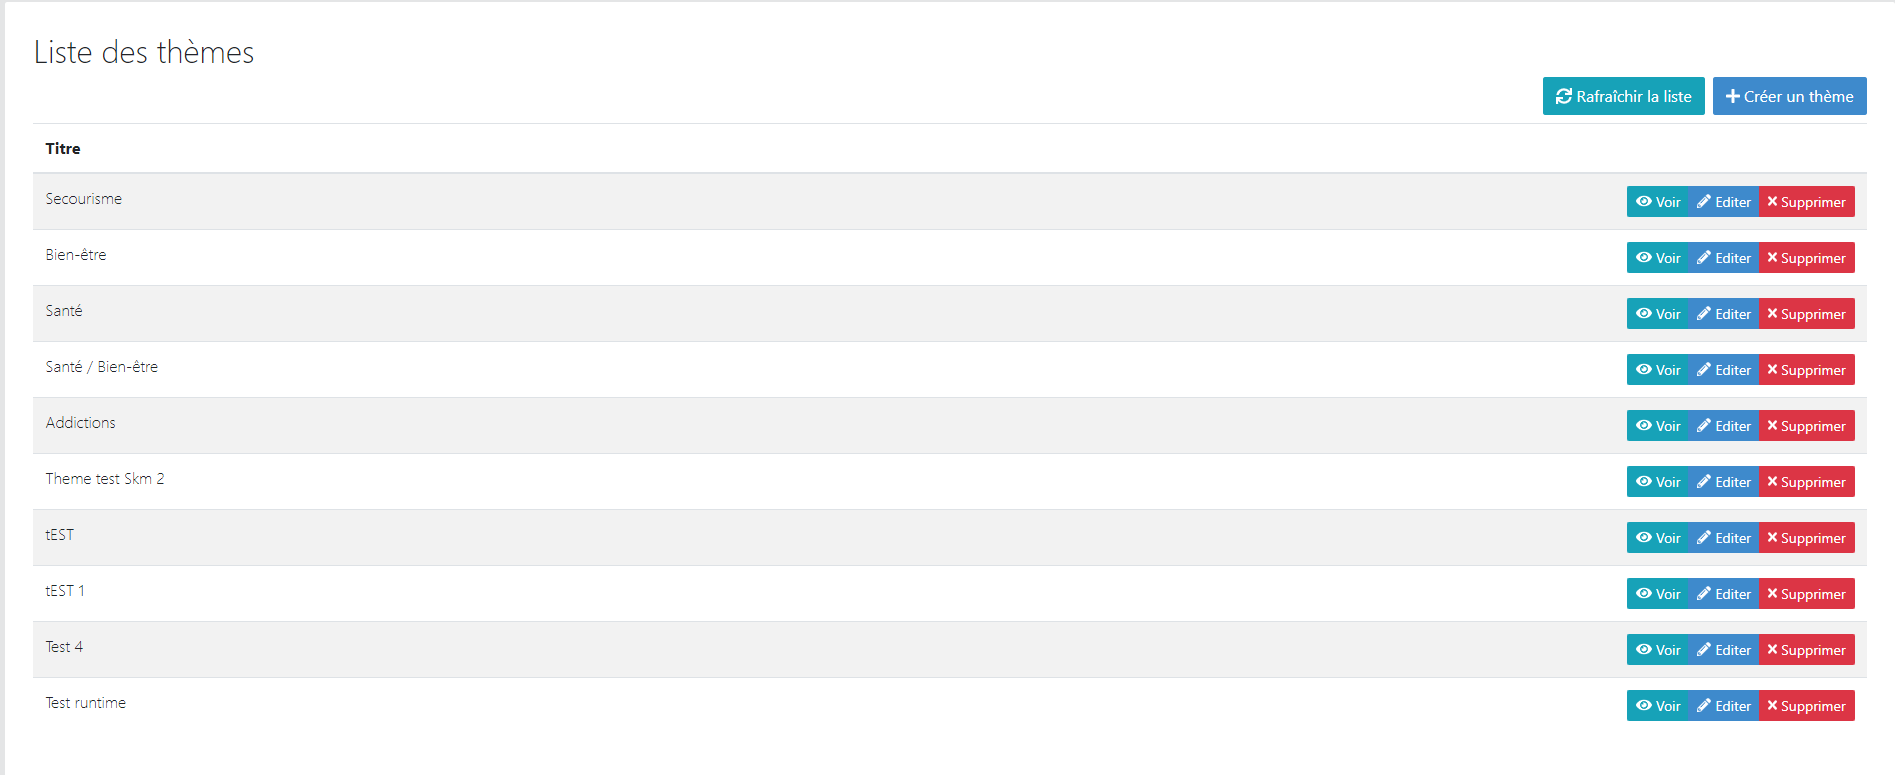 Liste des thèmes
Rafraîchir la liste Créer un thème
Titre
Secourisme Voir Editer Supprimer
Bien-être Voir Editer Supprimer
Santé Voir Editer Supprimer
Santé / Bien-être Voir Editer Supprimer
Addictions Voir Editer Supprimer
Theme test Skm 2 Voir Editer Supprimer
tEST Voir Editer Supprimer
tEST 1 Voir Editer Supprimer
Test 4 Voir Editer Supprimer
Test runtime Voir Editer Supprimer